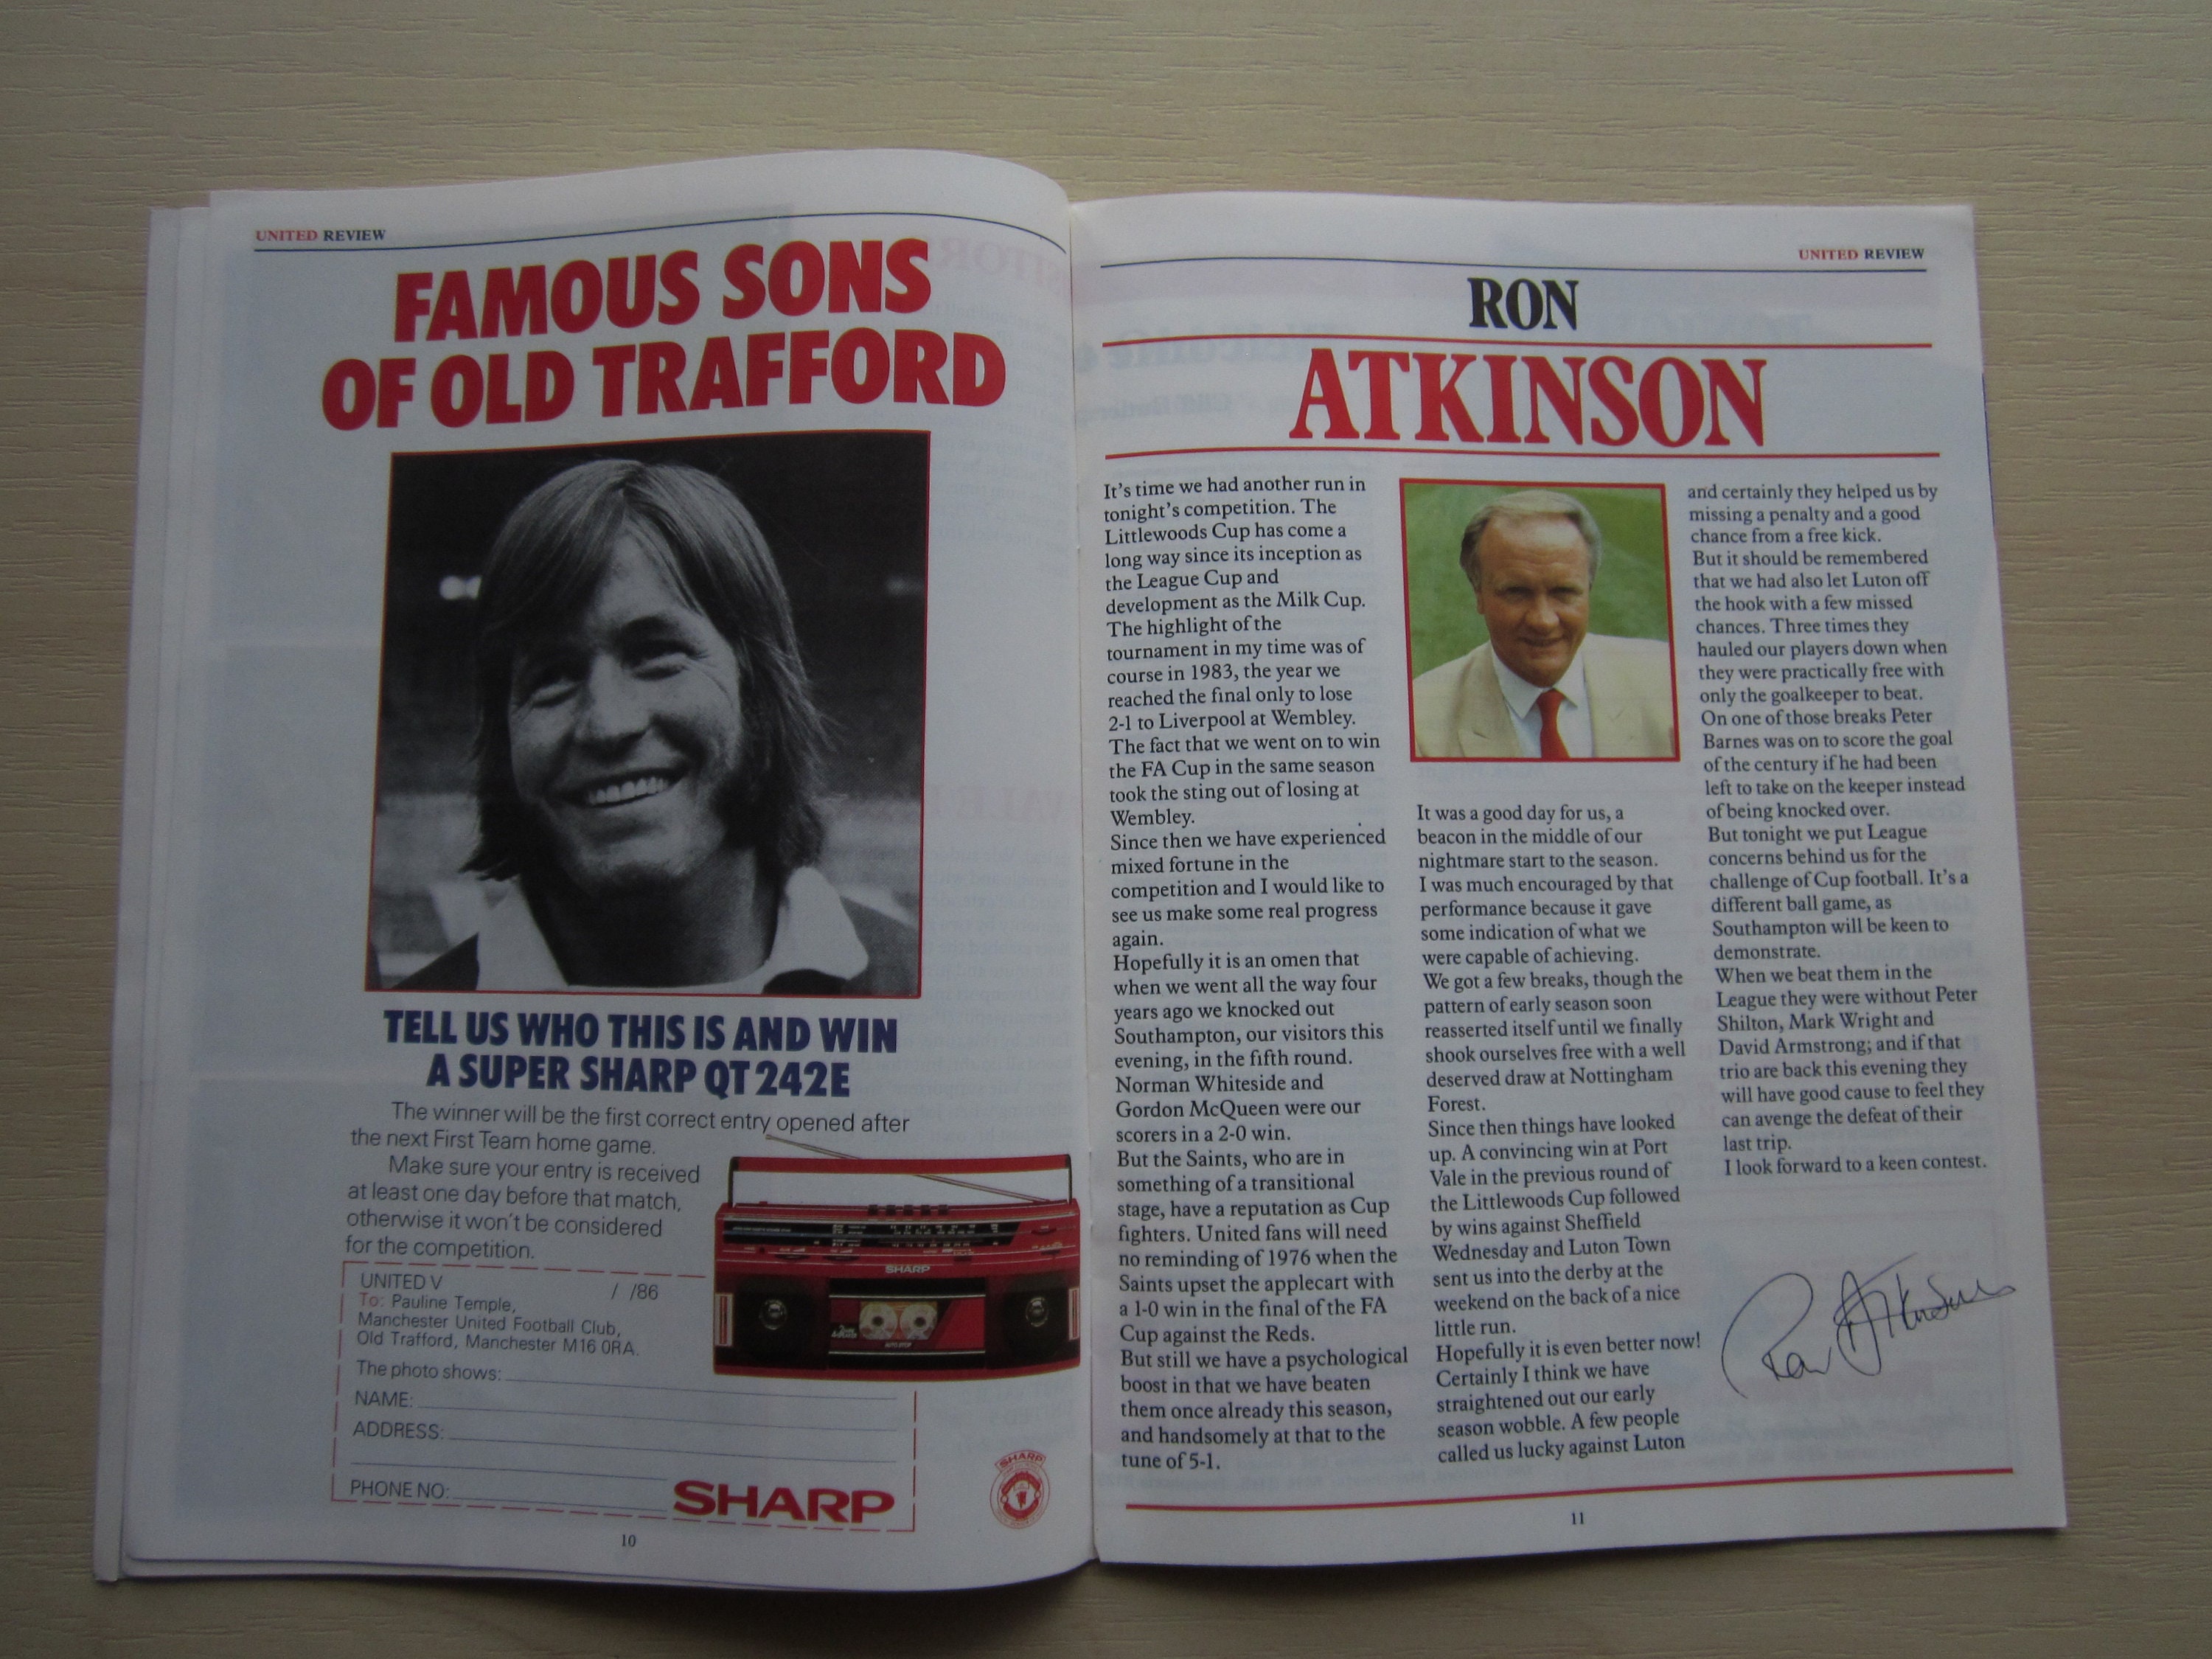 UNITED REVIEW
FAMOUS SONS
OF OLD TRAFFORD
TELL US WHO THIS IS AND WIN
A SUPER SHARP QT 242E
The winner will be the first correct entry opened after
the next First Team home game.
Make sure your entry is received
at least one day before that match,
otherwise it won't be considered
for the competition.
SHARP
UNITED V / /86
To: Pauline Temple,
Manchester United Football Club,
Old Trafford, Manchester M16 0RA.
The photo shows:
NAME:
ADDRESS:
PHONE NO:
SHARP
SHARP
10
UNITED REVIEW
RON
ATKINSON
It's time we had another run in
tonight's competition. The
Littlewoods Cup has come a
long way since its inception as
the League Cup and
development as the Milk Cup.
The highlight of the
tournament in my time was of
course in 1983, the year we
reached the final only to lose
2-1 to Liverpool at Wembley.
The fact that we went on to win
the FA Cup in the same season
took the sting out of losing at
Wembley.
Since then we have experienced
mixed fortune in the
competition and I would like to
see us make some real progress
again.
Hopefully it is an omen that
when we went all the way four
years ago we knocked out
Southampton, our visitors this
evening, in the fifth round.
Norman Whiteside and
Gordon McQueen were our
scorers in a 2-0 win.
But the Saints, who are in
something of a transitional
stage, have a reputation as Cup
fighters. United fans will need
no reminding of 1976 when the
Saints upset the applecart with
a 1-0 win in the final of the FA
Cup against the Reds.
But still we have a psychological
boost in that we have beaten
them once already this season,
and handsomely at that to the
tune of 5-1.
It was a good day for us, a
beacon in the middle of our
nightmare start to the season.
I was much encouraged by that
performance because it gave
some indication of what we
were capable of achieving.
We got a few breaks, though the
pattern of early season soon
reasserted itself until we finally
shook ourselves free with a well
deserved draw at Nottingham
Forest.
Since then things have looked
up. A convincing win at Port
Vale in the previous round of
the Littlewoods Cup followed
by wins against Sheffield
Wednesday and Luton Town
sent us into the derby at the
weekend on the back of a nice
little run.
Hopefully it is even better now!
Certainly I think we have
straightened out our early
season wobble. A few people
called us lucky against Luton
and certainly they helped us by
missing a penalty and a good
chance from a free kick.
But it should be remembered
that we had also let Luton off
the hook with a few missed
chances. Three times they
hauled our players down when
they were practically free with
only the goalkeeper to beat.
On one of those breaks Peter
Barnes was on to score the goal
of the century if he had been
left to take on the keeper instead
of being knocked over.
But tonight we put League
concerns behind us for the
challenge of Cup football. It's a
different ball game, as
Southampton will be keen to
demonstrate.
When we beat them in the
League they were without Peter
Shilton, Mark Wright and
David Armstrong; and if that
trio are back this evening they
will have good cause to feel they
can avenge the defeat of their
last trip.
I look forward to a keen contest.
Ron Atkinson
11